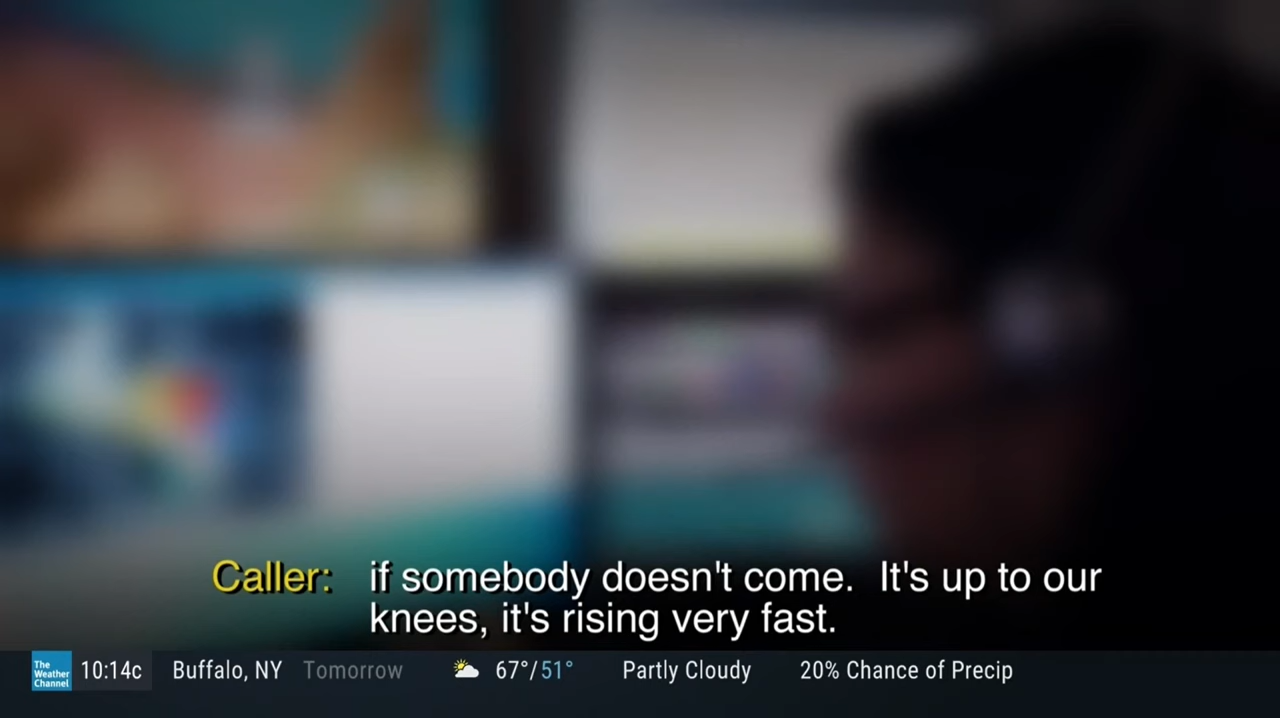 Caller: if somebody doesn't come. It's up to our
knees, it's rising very fast.
The
Weather
Channel
10:14c Buffalo, NY Tomorrow 67°/51° Partly Cloudy 20% Chance of Precip